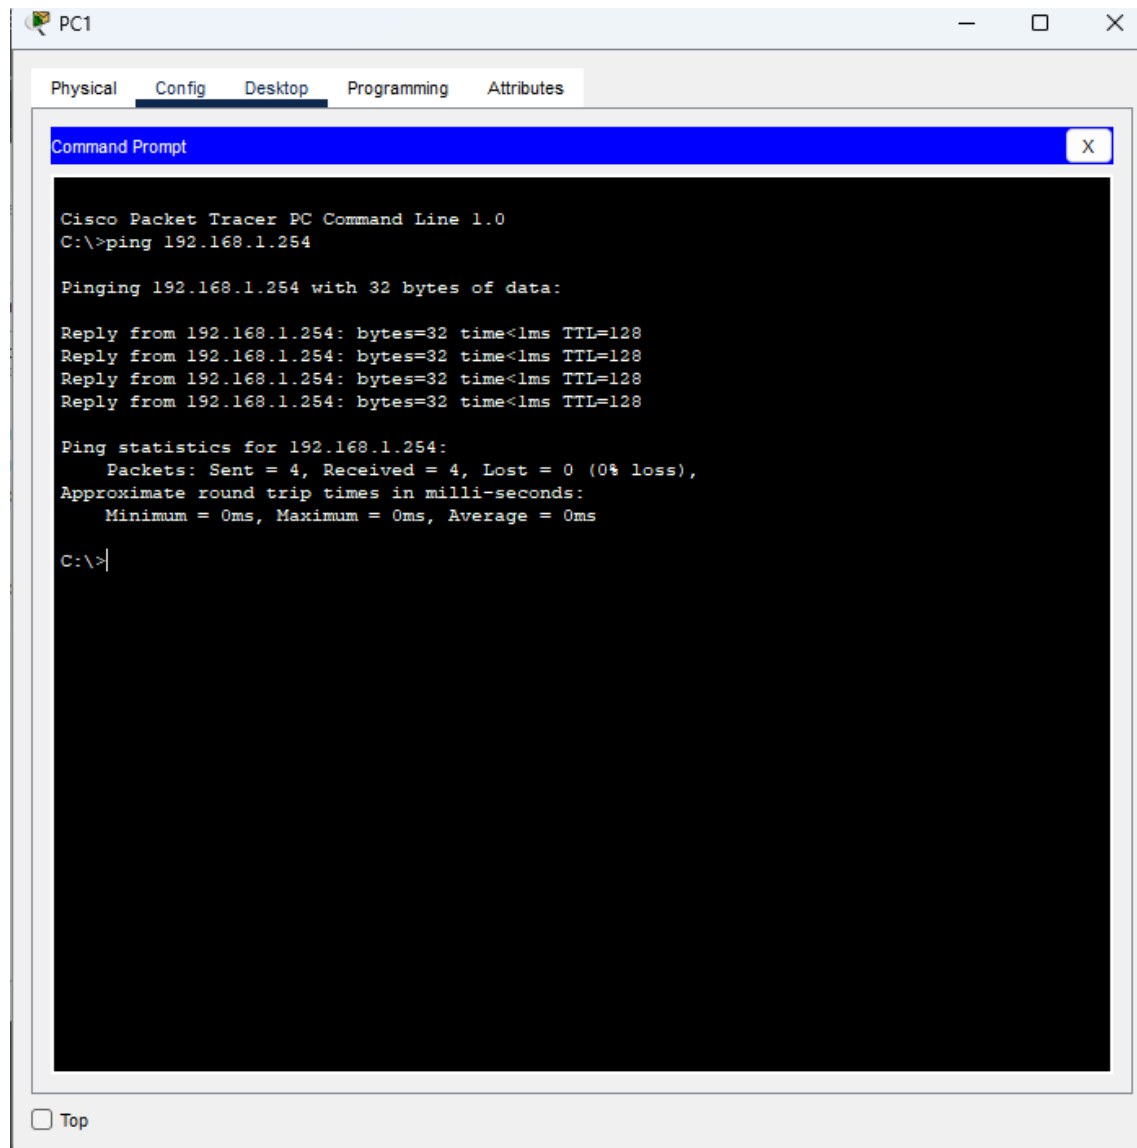 PC1
Physical Config Desktop Programming Attributes
Command Prompt
X
Cisco Packet Tracer PC Command Line 1.0
C:\>ping 192.168.1.254
Pinging 192.168.1.254 with 32 bytes of data:
Reply from 192.168.1.254: bytes=32 time<1ms TTL=128
Reply from 192.168.1.254: bytes=32 time<1ms TTL=128
Reply from 192.168.1.254: bytes=32 time<1ms TTL=128
Reply from 192.168.1.254: bytes=32 time<1ms TTL=128
Ping statistics for 192.168.1.254:
Packets: Sent = 4, Received = 4, Lost = 0 (0% loss),
Approximate round trip times in milli-seconds:
Minimum = 0ms, Maximum = 0ms, Average = 0ms
C:\>
Top